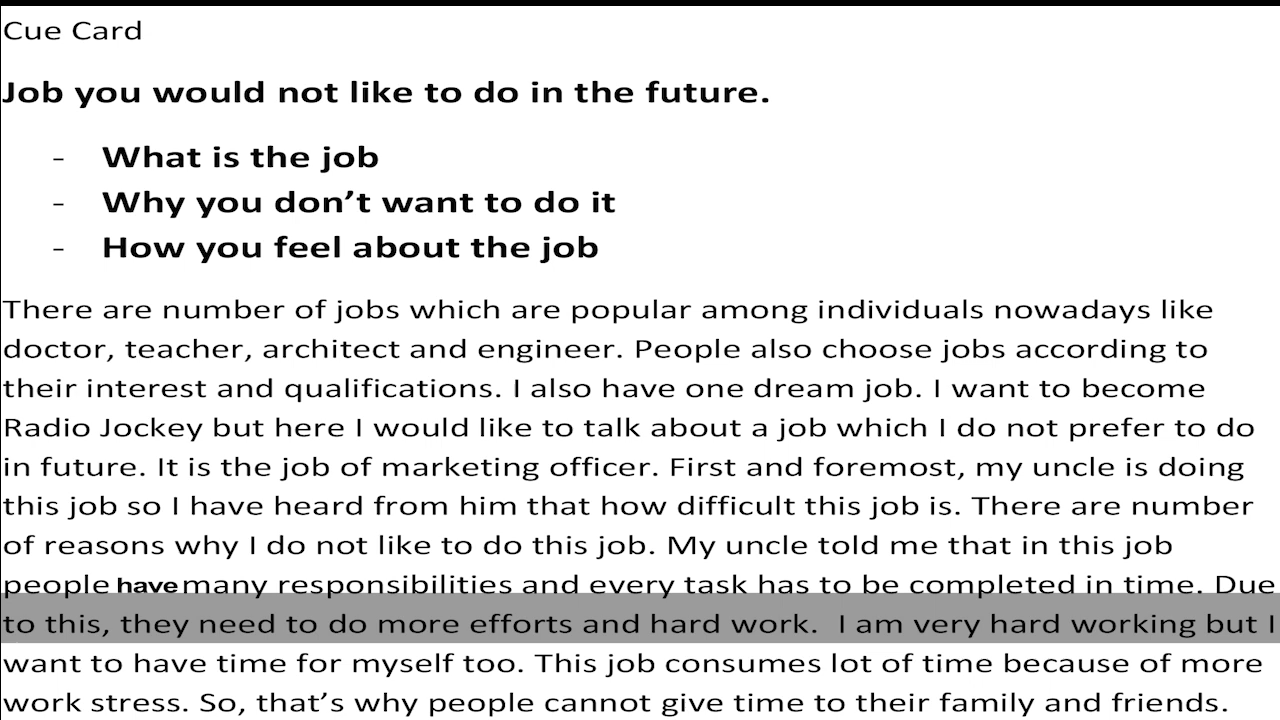 Cue Card
Job you would not like to do in the future.
- What is the job
- Why you don’t want to do it
- How you feel about the job
There are number of jobs which are popular among individuals nowadays like
doctor, teacher, architect and engineer. People also choose jobs according to
their interest and qualifications. I also have one dream job. I want to become
Radio Jockey but here I would like to talk about a job which I do not prefer to do
in future. It is the job of marketing officer. First and foremost, my uncle is doing
this job so I have heard from him that how difficult this job is. There are number
of reasons why I do not like to do this job. My uncle told me that in this job
people have many responsibilities and every task has to be completed in time. Due
to this, they need to do more efforts and hard work. I am very hard working but I
want to have time for myself too. This job consumes lot of time because of more
work stress. So, that’s why people cannot give time to their family and friends.